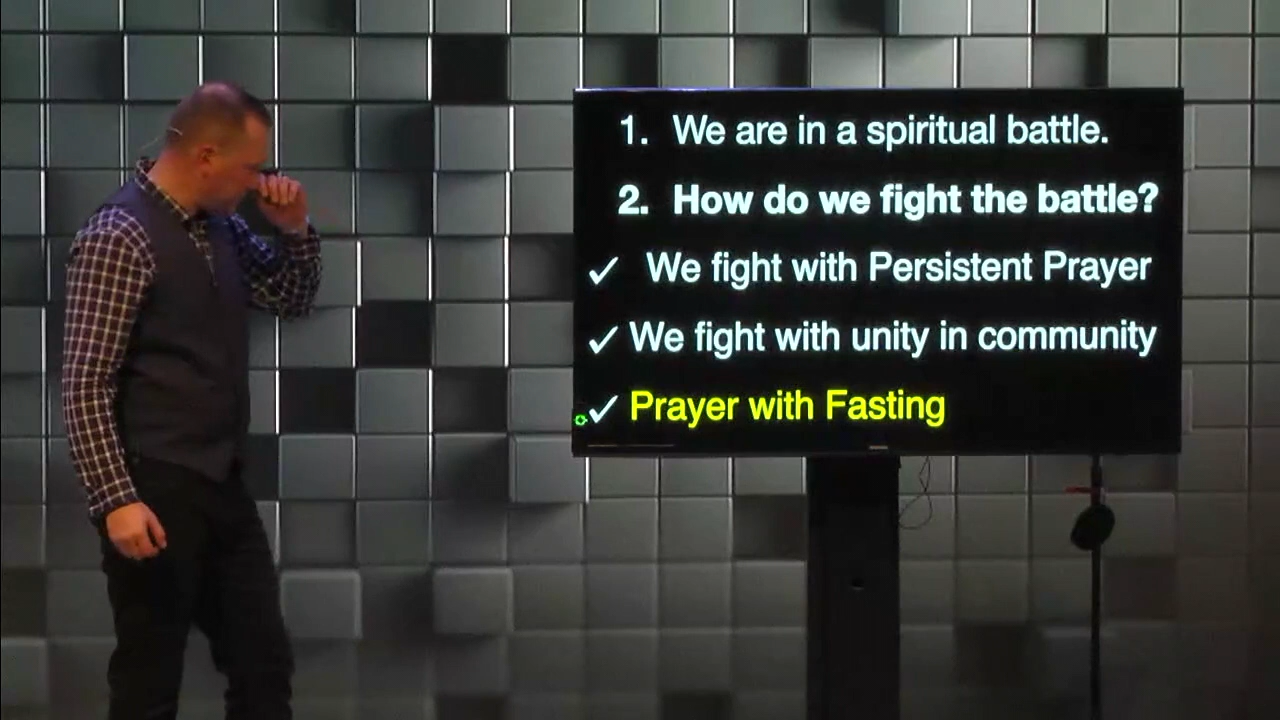 1. We are in a spiritual battle.
2. How do we fight the battle?
✓ We fight with Persistent Prayer
✓ We fight with unity in community
✓ Prayer with Fasting